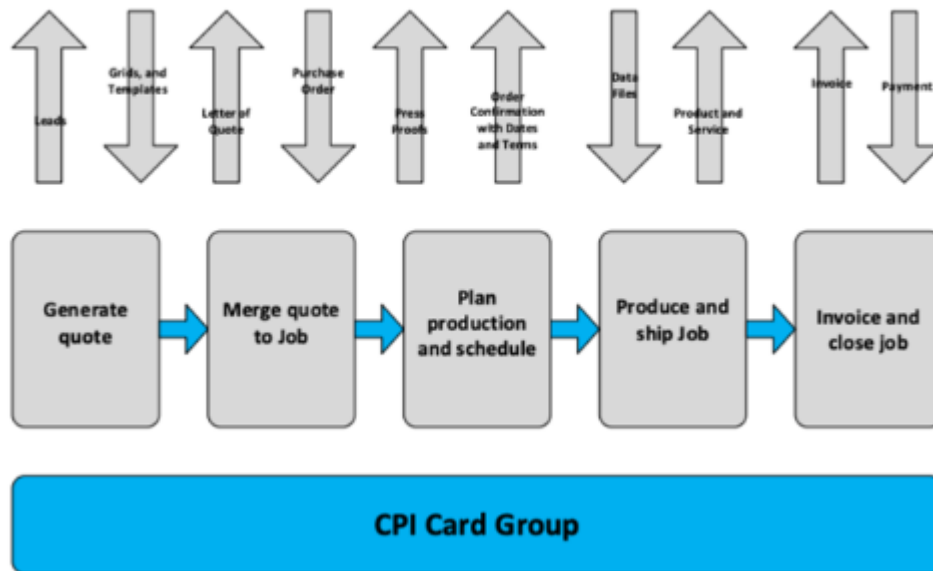 Leads
Grids, and
Templates
Letter of
Quote
Purchase
Order
Press
Proofs
Order
Confirmation
with Dates
and Terms
Data
Files
Product and
Service
Invoice
Payment
Generate
quote
Merge quote
to Job
Plan
production
and schedule
Produce and
ship Job
Invoice and
close job
CPI Card Group